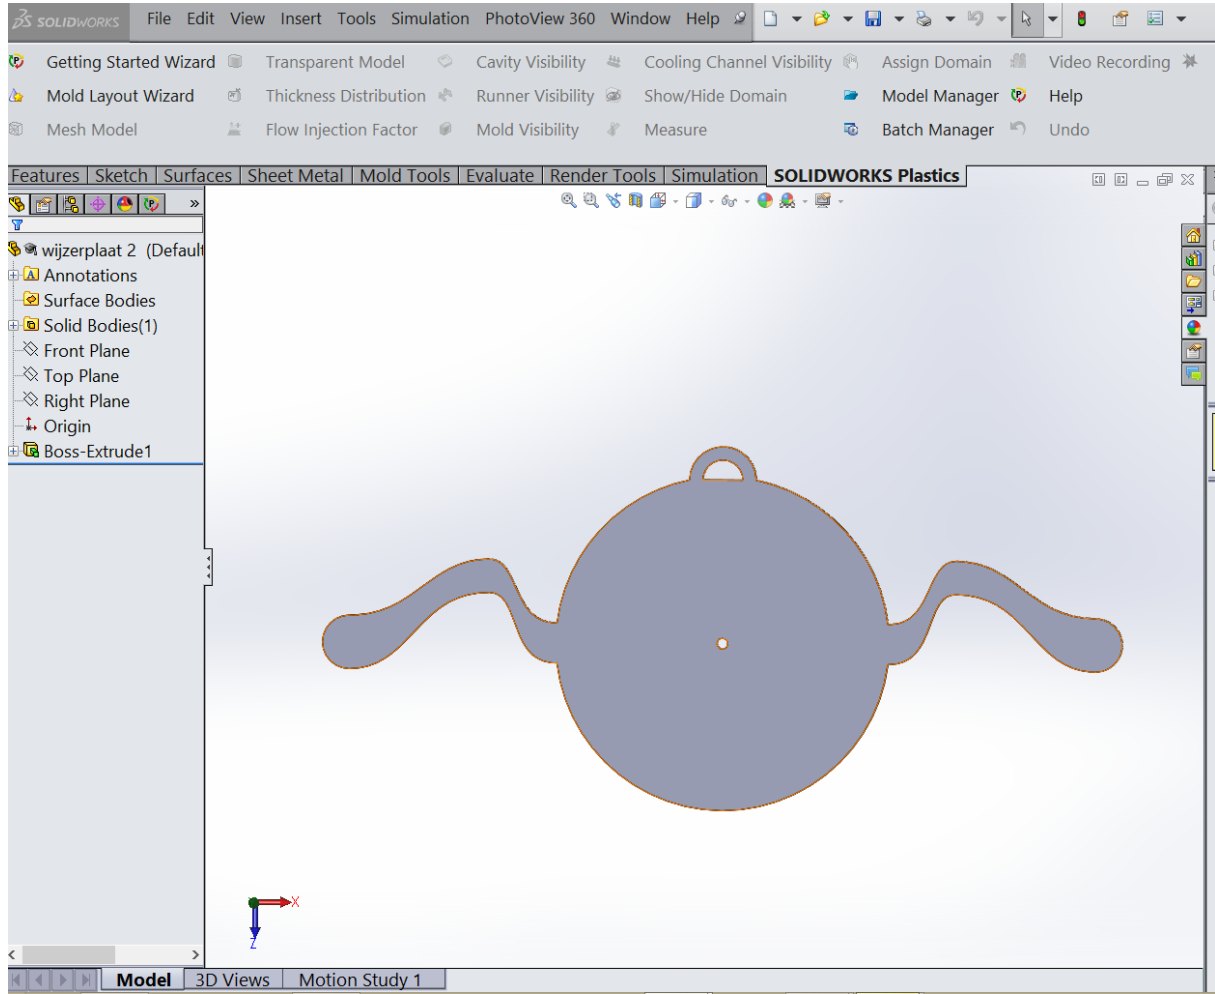 SOLIDWORKS File Edit View Insert Tools Simulation PhotoView 360 Window Help
Getting Started Wizard Transparent Model Cavity Visibility Cooling Channel Visibility Assign Domain Video Recording
Mold Layout Wizard Thickness Distribution Runner Visibility Show/Hide Domain Model Manager Help
Mesh Model Flow Injection Factor Mold Visibility Measure Batch Manager Undo
Features Sketch Surfaces Sheet Metal Mold Tools Evaluate Render Tools Simulation SOLIDWORKS Plastics
»
wijzerplaat 2 (Default
Annotations
Surface Bodies
Solid Bodies(1)
Front Plane
Top Plane
Right Plane
Origin
Boss-Extrude1
X
Z
Model 3D Views Motion Study 1